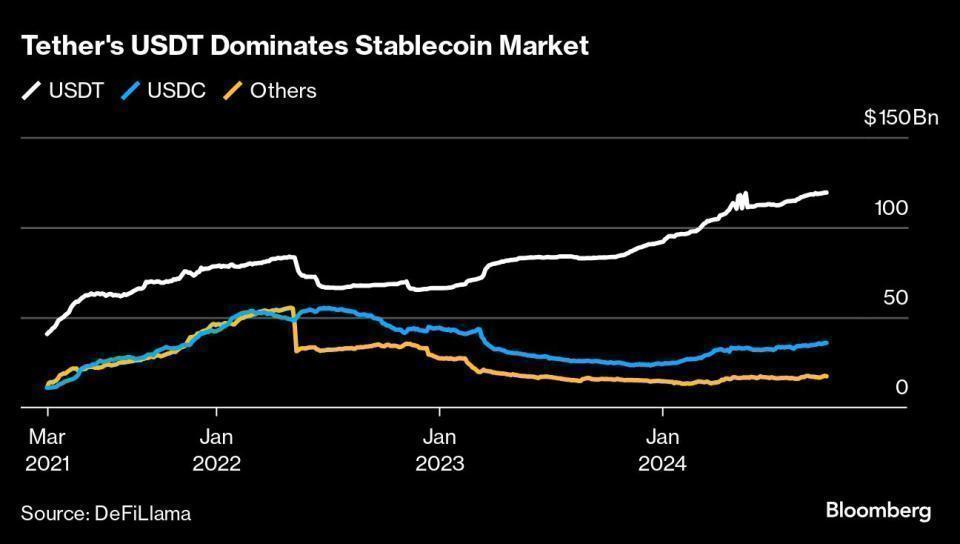 Tether's USDT Dominates Stablecoin Market
USDT USDC Others
$150Bn
100
50
0
Mar Jan Jan Jan
2021 2022 2023 2024
Source: DeFiLlama
Bloomberg